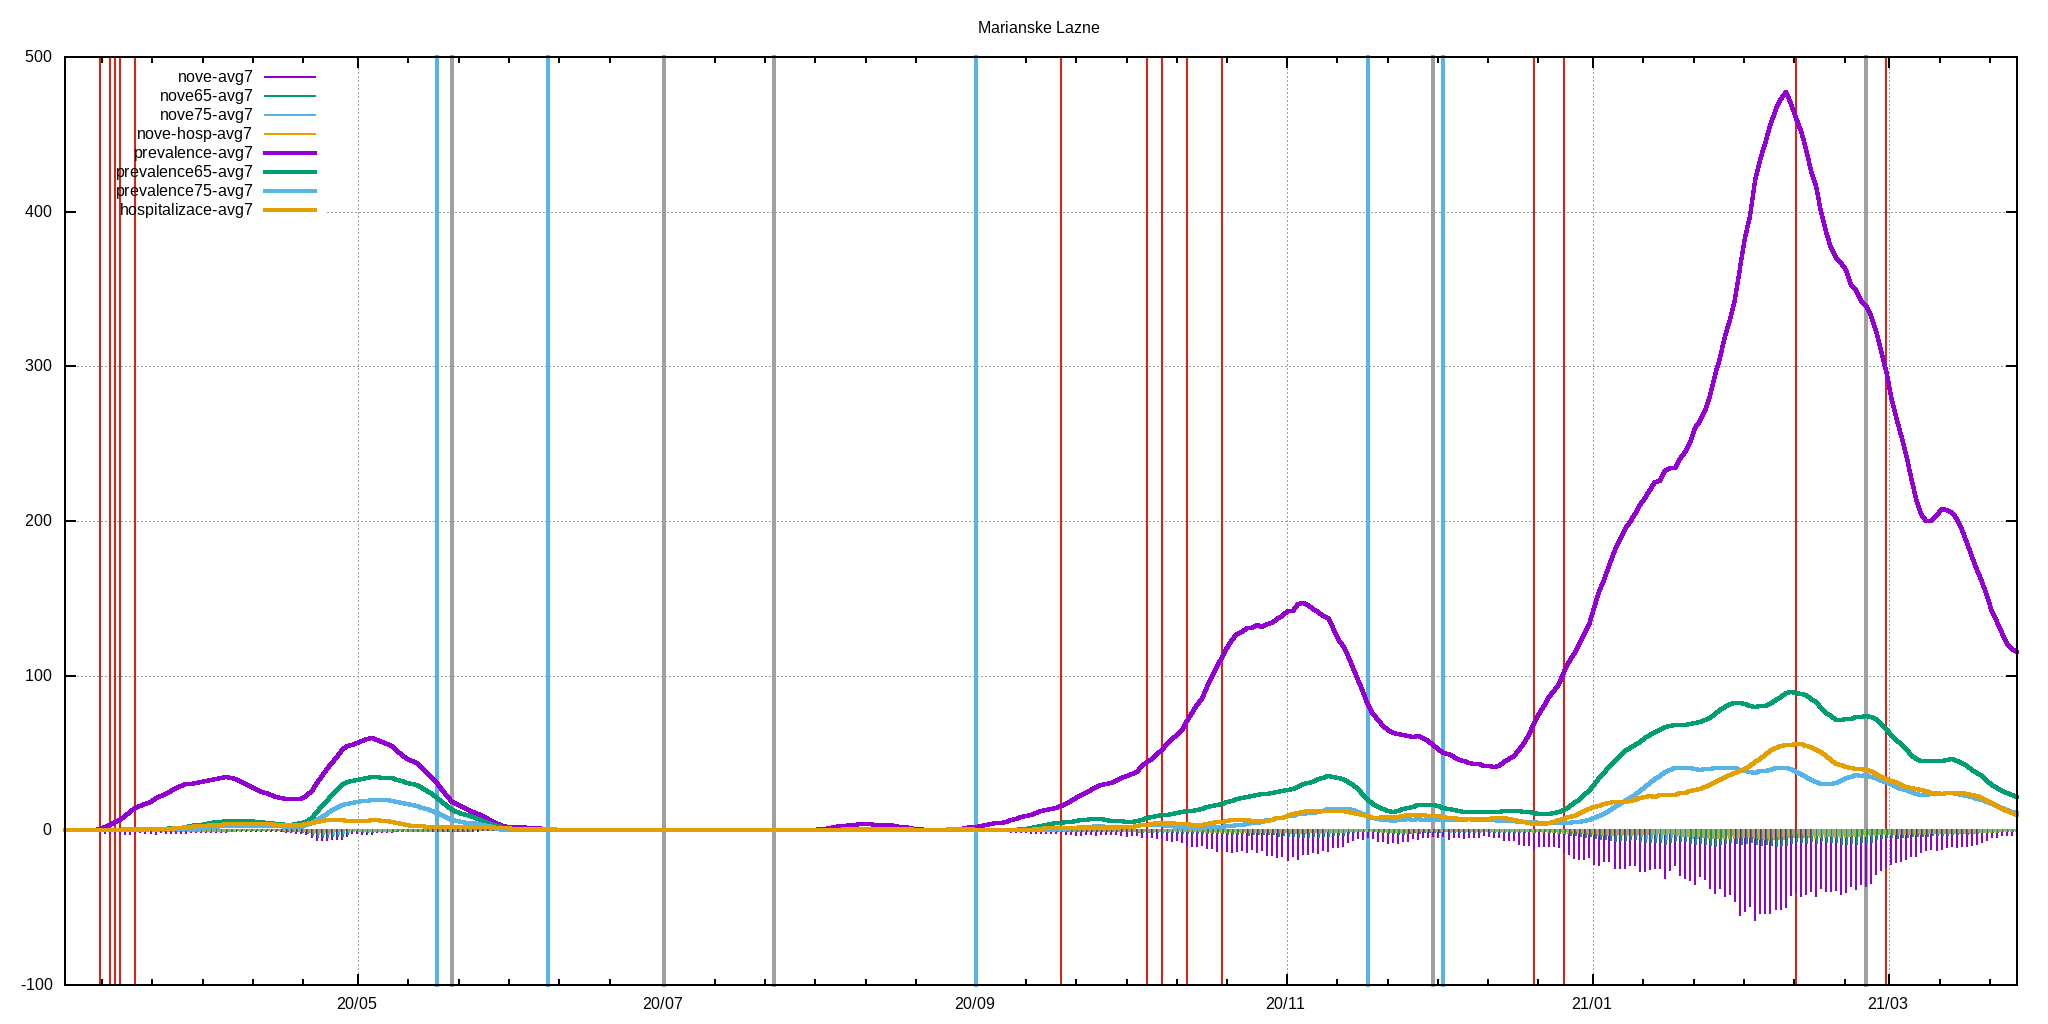 Marianske Lazne
500
nove-avg7
nove65-avg7
nove75-avg7
nove-hosp-avg7
prevalence-avg7
prevalence65-avg7
prevalence75-avg7
hospitalizace-avg7
400
300
200
100
0
-100
20/05 20/07 20/09 20/11 21/01 21/03